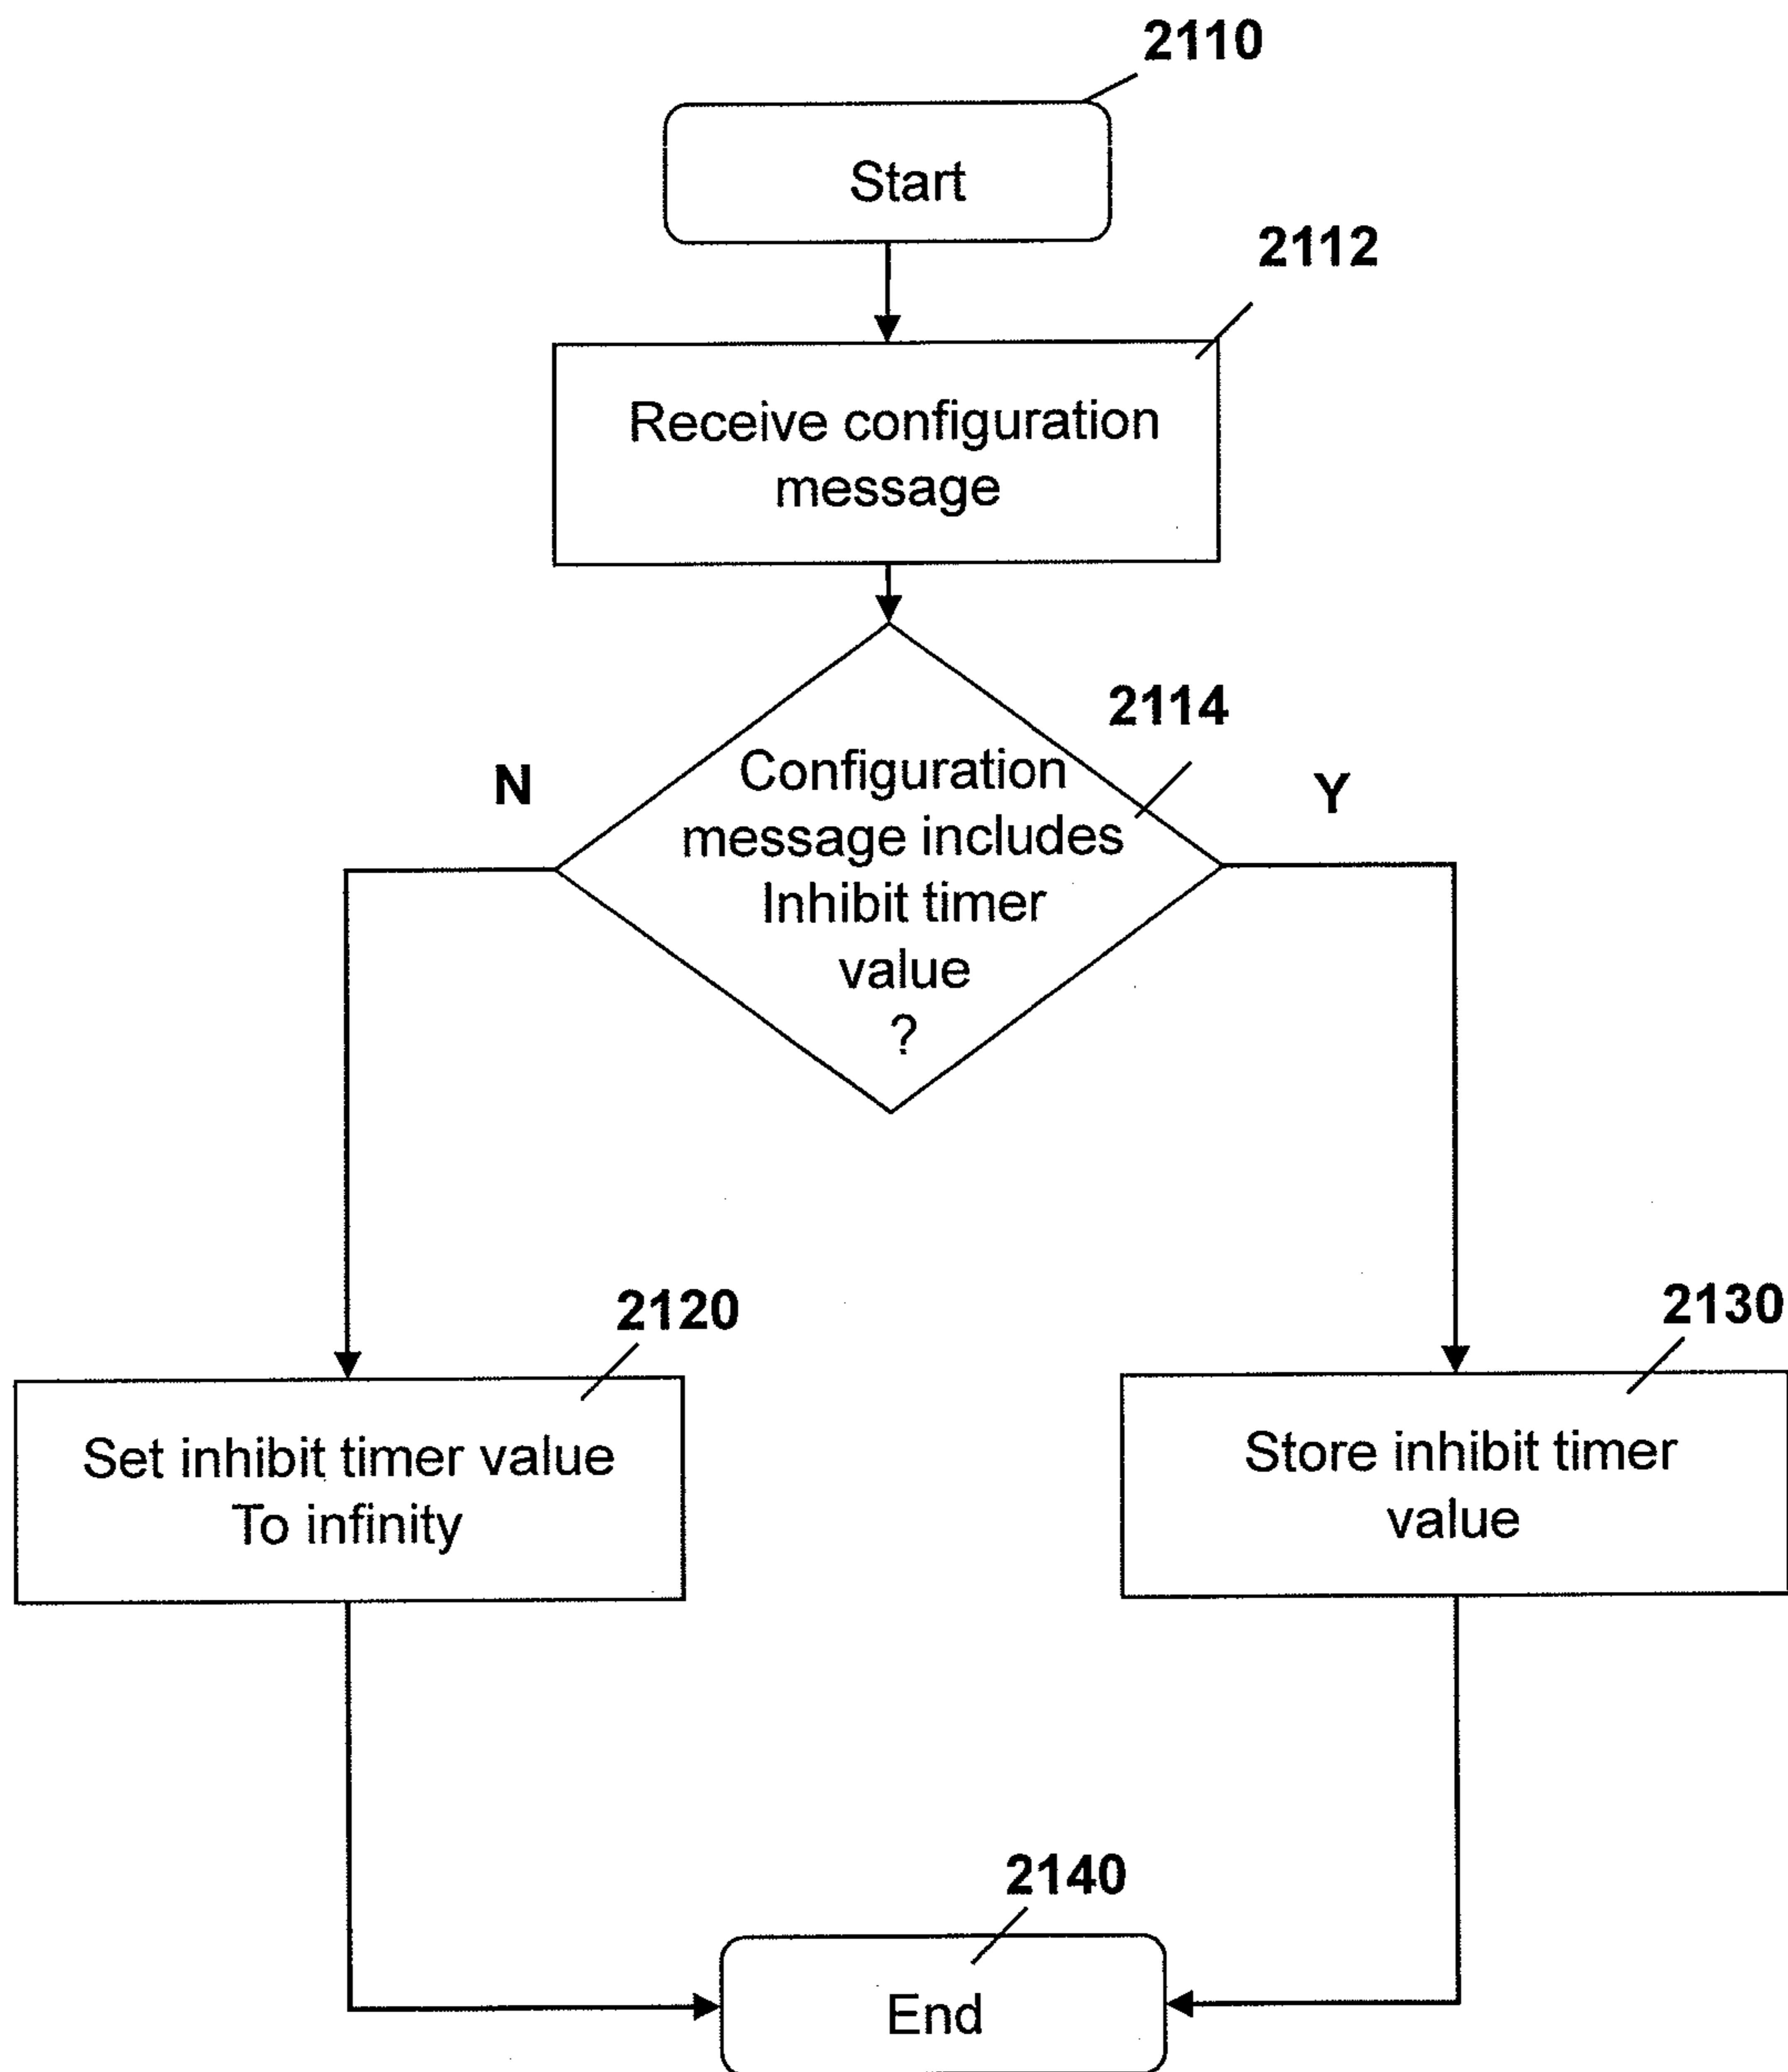 2110
Start
2112
Receive configuration
message
2114
N
Y
Configuration
message includes
Inhibit timer
value
?
2120
2130
Set inhibit timer value
To infinity
Store inhibit timer
value
2140
End